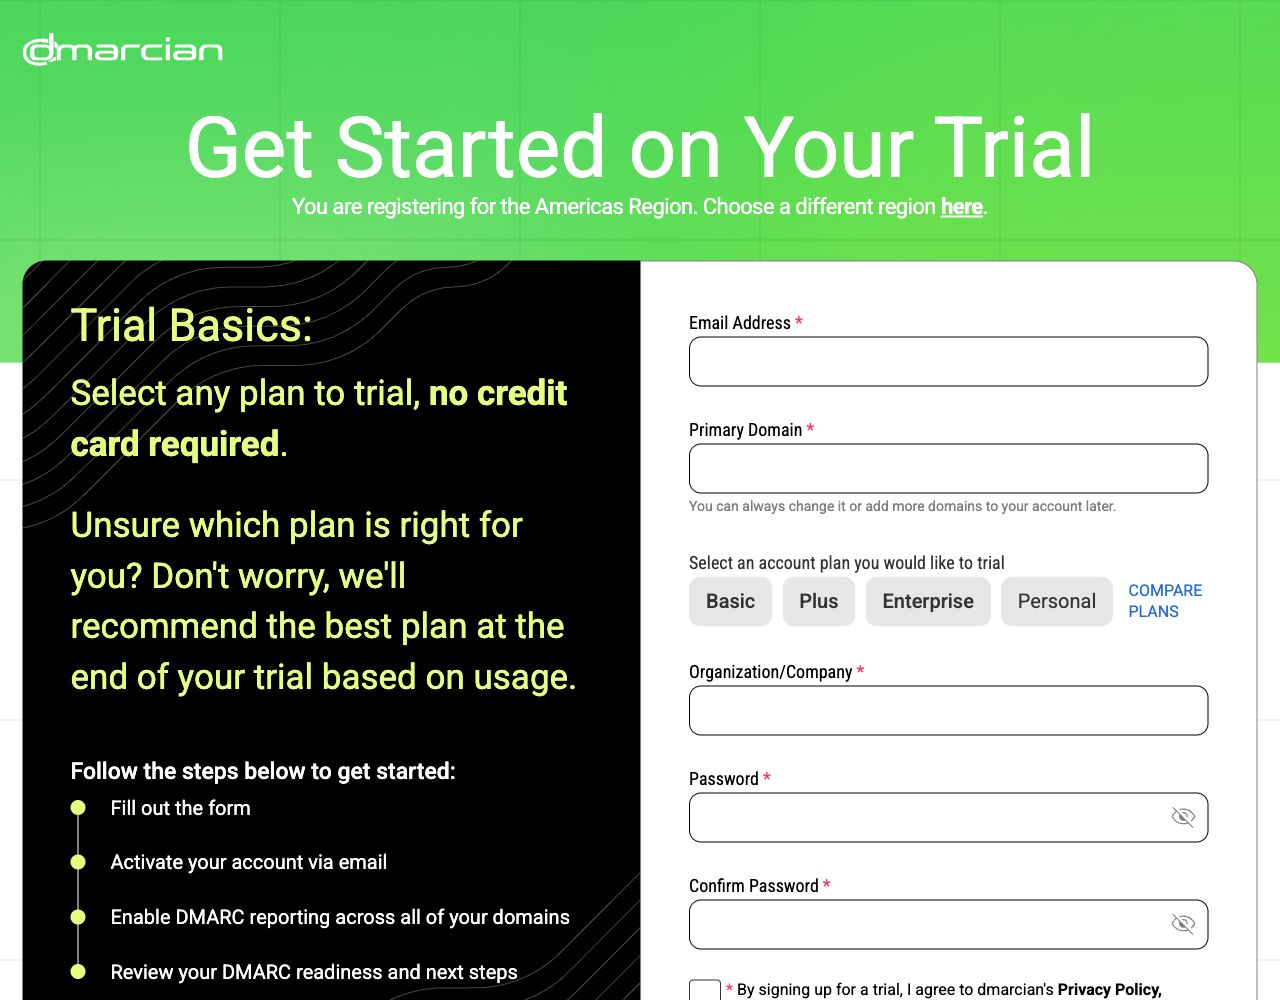 dmarcian
Get Started on Your Trial
You are registering for the Americas Region. Choose a different region here.
Trial Basics:
Select any plan to trial, no credit
card required.
Unsure which plan is right for
you? Don't worry, we'll
recommend the best plan at the
end of your trial based on usage.
Follow the steps below to get started:
Fill out the form
Activate your account via email
Enable DMARC reporting across all of your domains
Review your DMARC readiness and next steps
Email Address *
Primary Domain *
You can always change it or add more domains to your account later.
Select an account plan you would like to trial
Basic Plus Enterprise Personal COMPARE
PLANS
Organization/Company *
Password *
Confirm Password *
* By signing up for a trial, I agree to dmarcian's Privacy Policy,